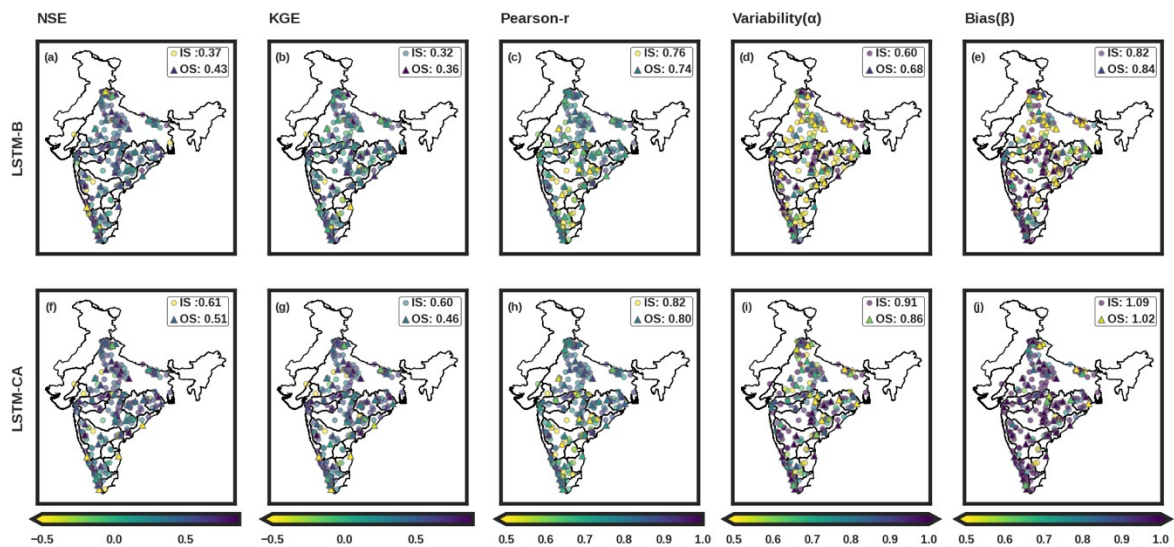 NSE KGE Pearson-r Variability(α) Bias(β)
LSTM-B
(a) IS :0.37
OS: 0.43
(b) IS: 0.32
OS: 0.36
(c) IS: 0.76
OS: 0.74
(d) IS: 0.60
OS: 0.68
(e) IS: 0.82
OS: 0.84
LSTM-CA
(f) IS :0.61
OS: 0.51
(g) IS: 0.60
OS: 0.46
(h) IS: 0.82
OS: 0.80
(i) IS: 0.91
OS: 0.86
(j) IS: 1.09
OS: 1.02
−0.5 0.0 0.5
−0.5 0.0 0.5
0.5 0.6 0.7 0.8 0.9 1.0
0.5 0.6 0.7 0.8 0.9 1.0
0.5 0.6 0.7 0.8 0.9 1.0